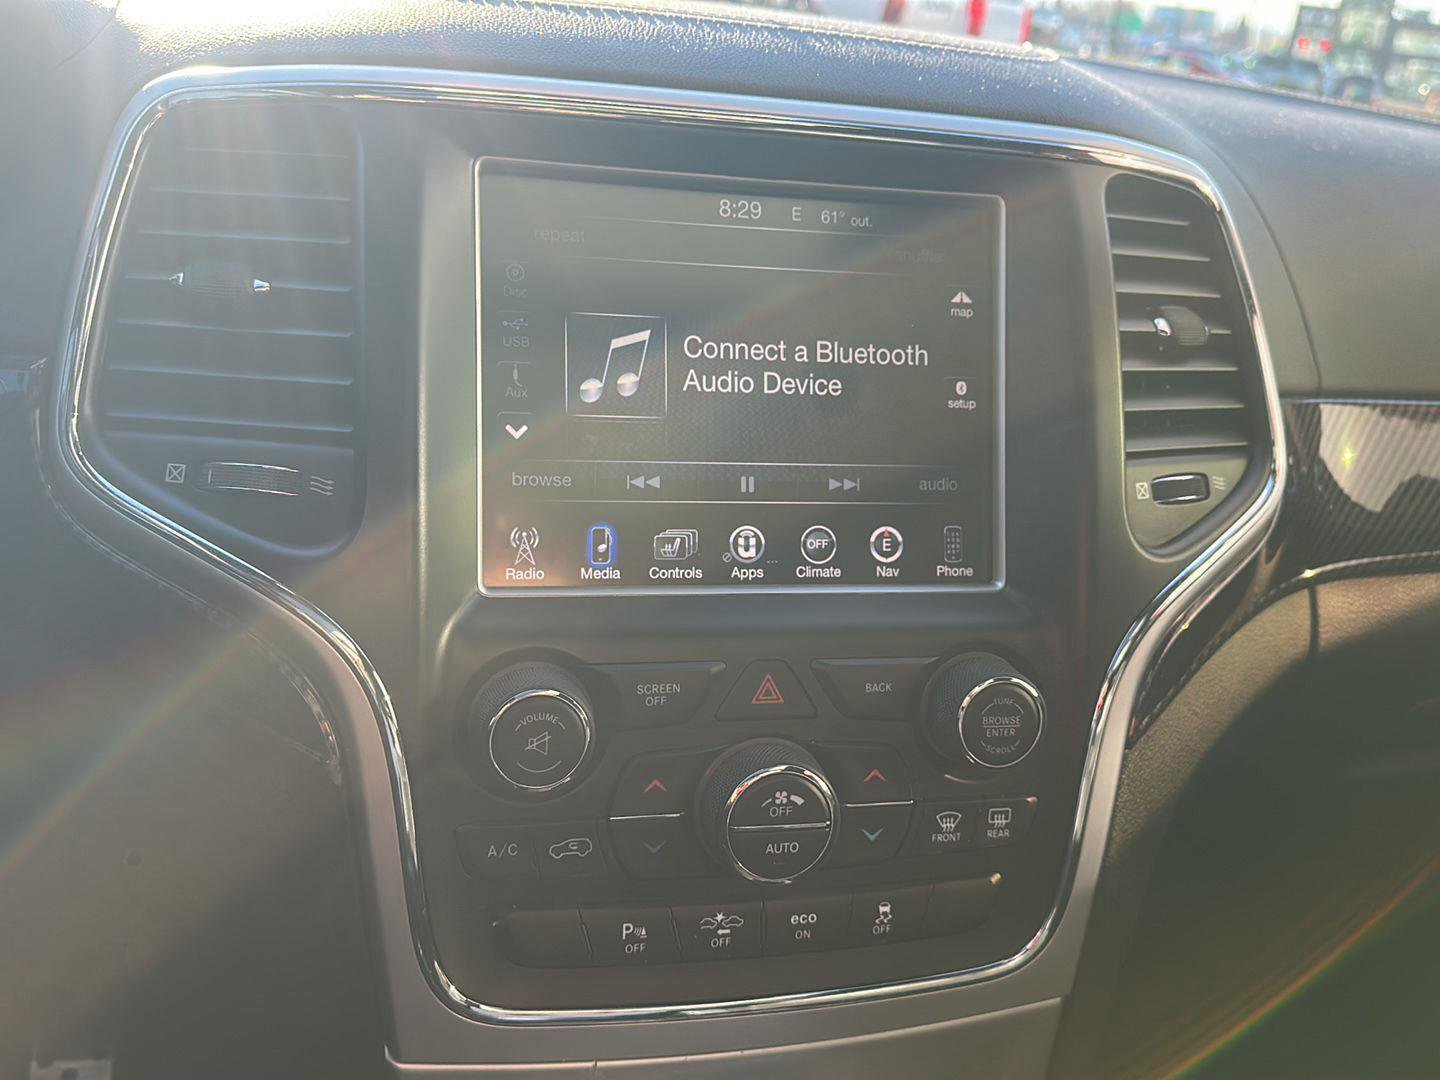 8:29 E 61° out.
repeat
shuffle
Disc
map
USB
Connect a Bluetooth
Audio Device
Aux
setup
browse
audio
OFF
E
Radio Media Controls Apps Climate Nav Phone
SCREEN
OFF
BACK
VOLUME
TUNE
BROWSE
ENTER
SCROLL
OFF
AUTO
A/C
FRONT
REAR
P
OFF
OFF
eco
ON
OFF